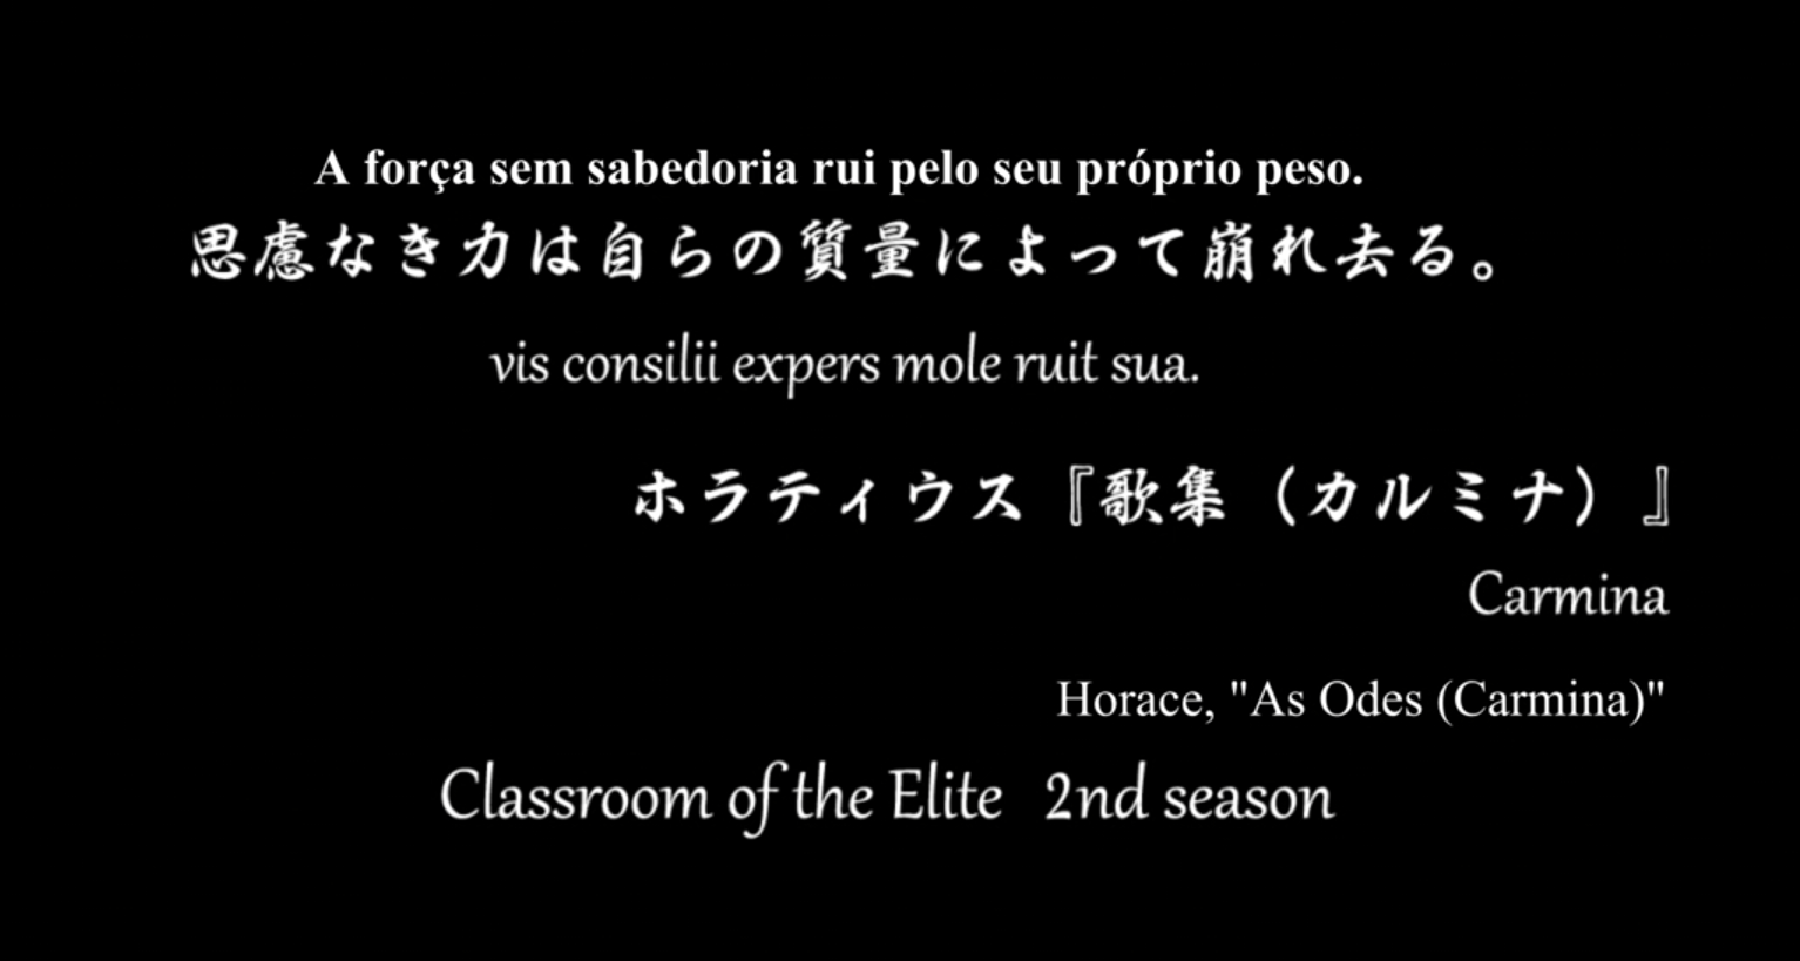 A força sem sabedoria rui pelo seu próprio peso.
思慮なき力は自らの質量によって崩れ去る。
vis consilii expers mole ruit sua.
ホラティウス『歌集（カルミナ）』
Carmina
Horace, "As Odes (Carmina)"
Classroom of the Elite 2nd season